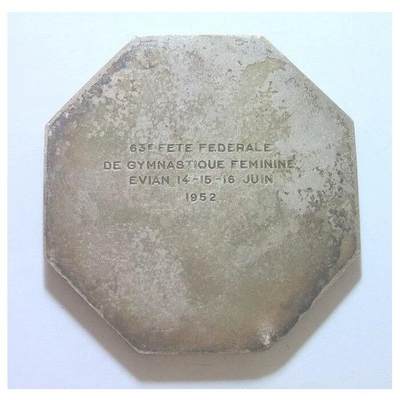 63E FETE FEDERALE
DE GYMNASTIQUE FEMININE
EVIAN 14-15-16 JUIN
1952